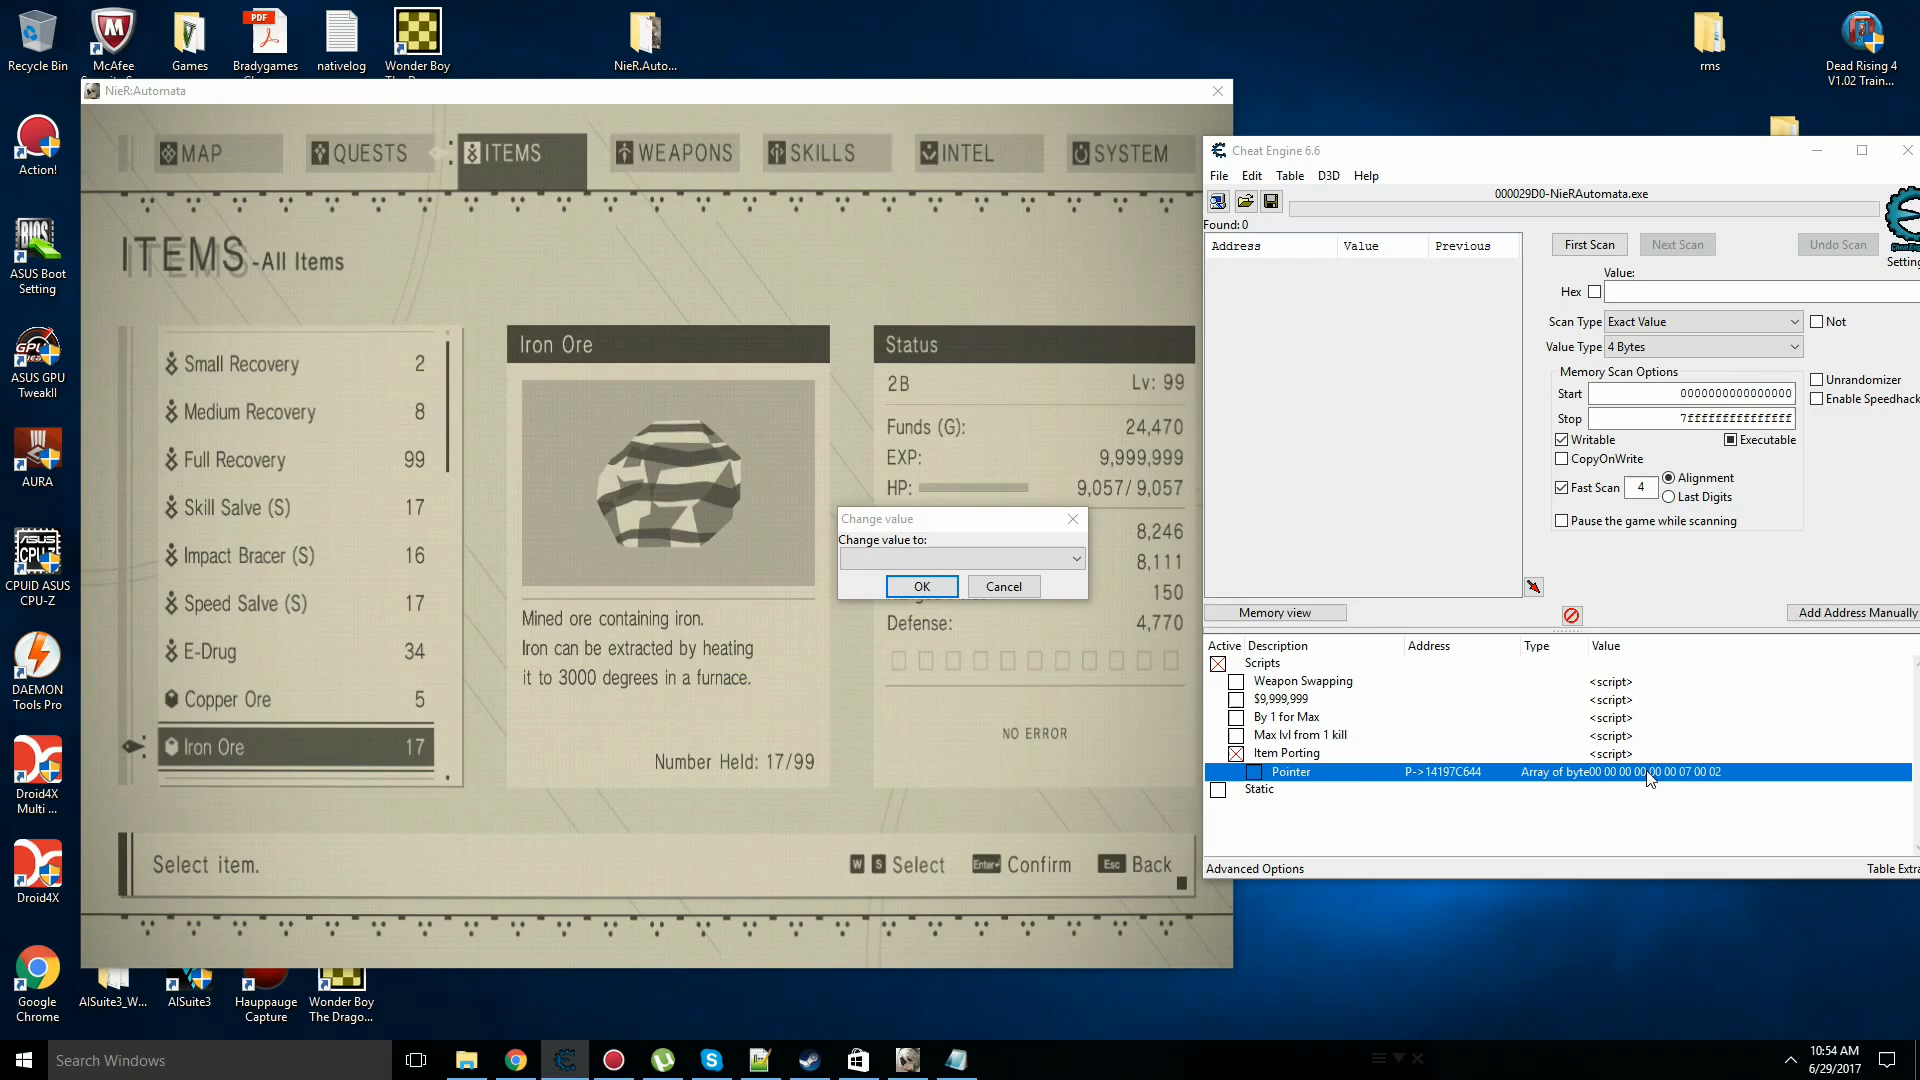 Recycle Bin
McAfee
Games
Bradygames
nativelog
Wonder Boy
NieR.Auto...
rms
Dead Rising 4
V1.02 Train...
PDF
Action!
BIOS
ASUS Boot
Setting
GPU
ASUS GPU
TweakII
AURA
ASUS
CPU-Z
CPUID ASUS
CPU-Z
DAEMON
Tools Pro
Droid4X
Multi ...
Droid4X
Google
Chrome
AISuite3_W...
AISuite3
Hauppauge
Capture
Wonder Boy
The Drago...
NieR:Automata
MAP
QUESTS
ITEMS
WEAPONS
SKILLS
INTEL
SYSTEM
ITEMS -All Items
Small Recovery 2
Medium Recovery 8
Full Recovery 99
Skill Salve (S) 17
Impact Bracer (S) 16
Speed Salve (S) 17
E-Drug 34
Copper Ore 5
Iron Ore 17
Iron Ore
Mined ore containing iron.
Iron can be extracted by heating
it to 3000 degrees in a furnace.
Number Held: 17/99
Status
2B Lv: 99
Funds (G): 24,470
EXP: 9,999,999
HP: 9,057/ 9,057
8,246
8,111
150
Defense: 4,770
NO ERROR
Select item.
W S Select Enter Confirm Esc Back
Change value
Change value to:
OK Cancel
Cheat Engine 6.6
File Edit Table D3D Help
000029D0-NieRAutomata.exe
Found: 0
Address Value Previous
First Scan Next Scan Undo Scan
Setting
Value:
Hex
Scan Type Exact Value Not
Value Type 4 Bytes
Memory Scan Options
Start 0000000000000000
Stop 7fffffffffffffff
Unrandomizer
Enable Speedhack
Writable Executable
CopyOnWrite
Fast Scan 4 Alignment
Last Digits
Pause the game while scanning
Memory view
Add Address Manually
Active Description Address Type Value
Scripts
Weapon Swapping <script>
$9,999,999 <script>
By 1 for Max <script>
Max lvl from 1 kill <script>
Item Porting <script>
Pointer P->14197C644 Array of byte 00 00 00 00 00 00 07 00 02
Static
Advanced Options
Table Extra
Search Windows
10:54 AM
6/29/2017